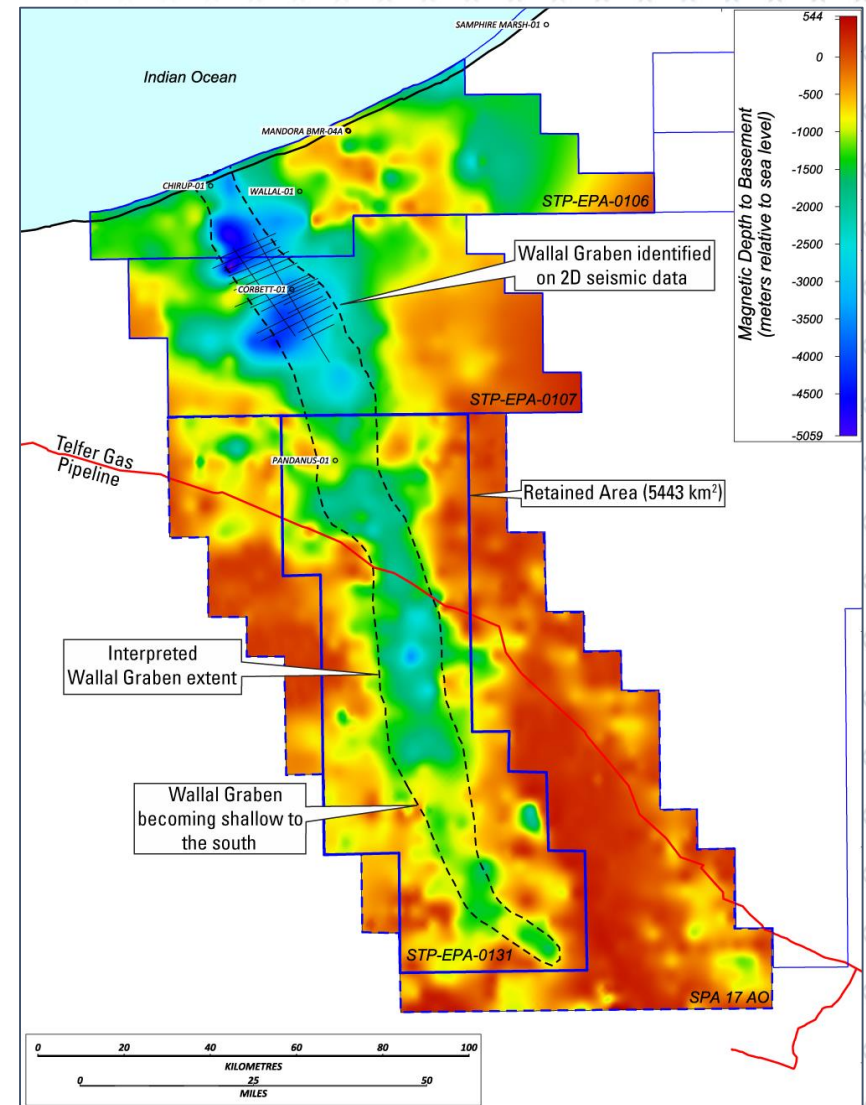 SAMPHIRE MARSH-01
Indian Ocean
MANDORA BMR-04A
CHIRUP-01
WALLAL-01
STP-EPA-0106
Wallal Graben identified
on 2D seismic data
CORBETT-01
STP-EPA-0107
Telfer Gas
Pipeline
PANDANUS-01
Retained Area (5443 km²)
Interpreted
Wallal Graben extent
Wallal Graben
becoming shallow to
the south
STP-EPA-0131
SPA 17 AO
Magnetic Depth to Basement
(meters relative to sea level)
544
0
-500
-1000
-1500
-2000
-2500
-3000
-3500
-4000
-4500
-5059
0 20 40 60 80 100
KILOMETRES
0 25 50
MILES